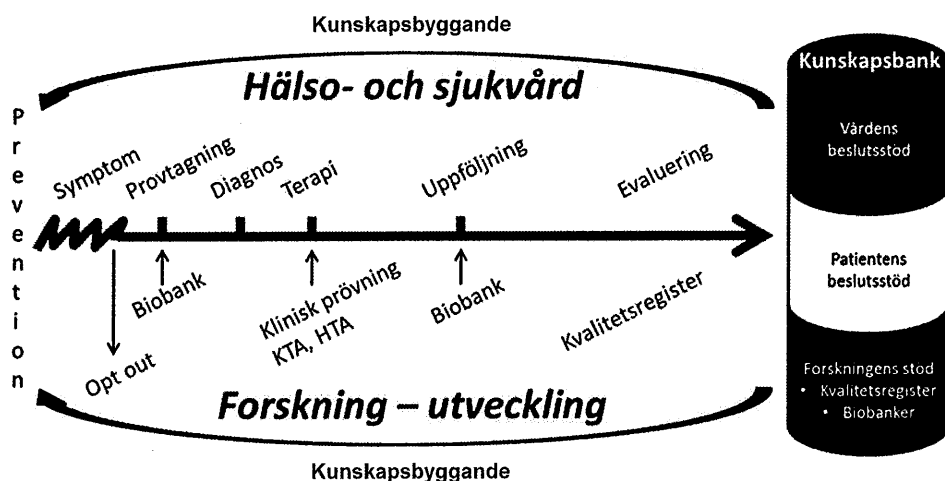 Kunskapsbyggande
Hälso- och sjukvård
Prevention
Symptom
Provtagning
Diagnos
Terapi
Uppföljning
Evaluering
Opt out
Biobank
Klinisk prövning
KTA, HTA
Biobank
Kvalitetsregister
Forskning – utveckling
Kunskapsbyggande
Kunskapsbank
Vårdens
beslutsstöd
Patientens
beslutsstöd
Forskningens stöd
• Kvalitetsregister
• Biobanker